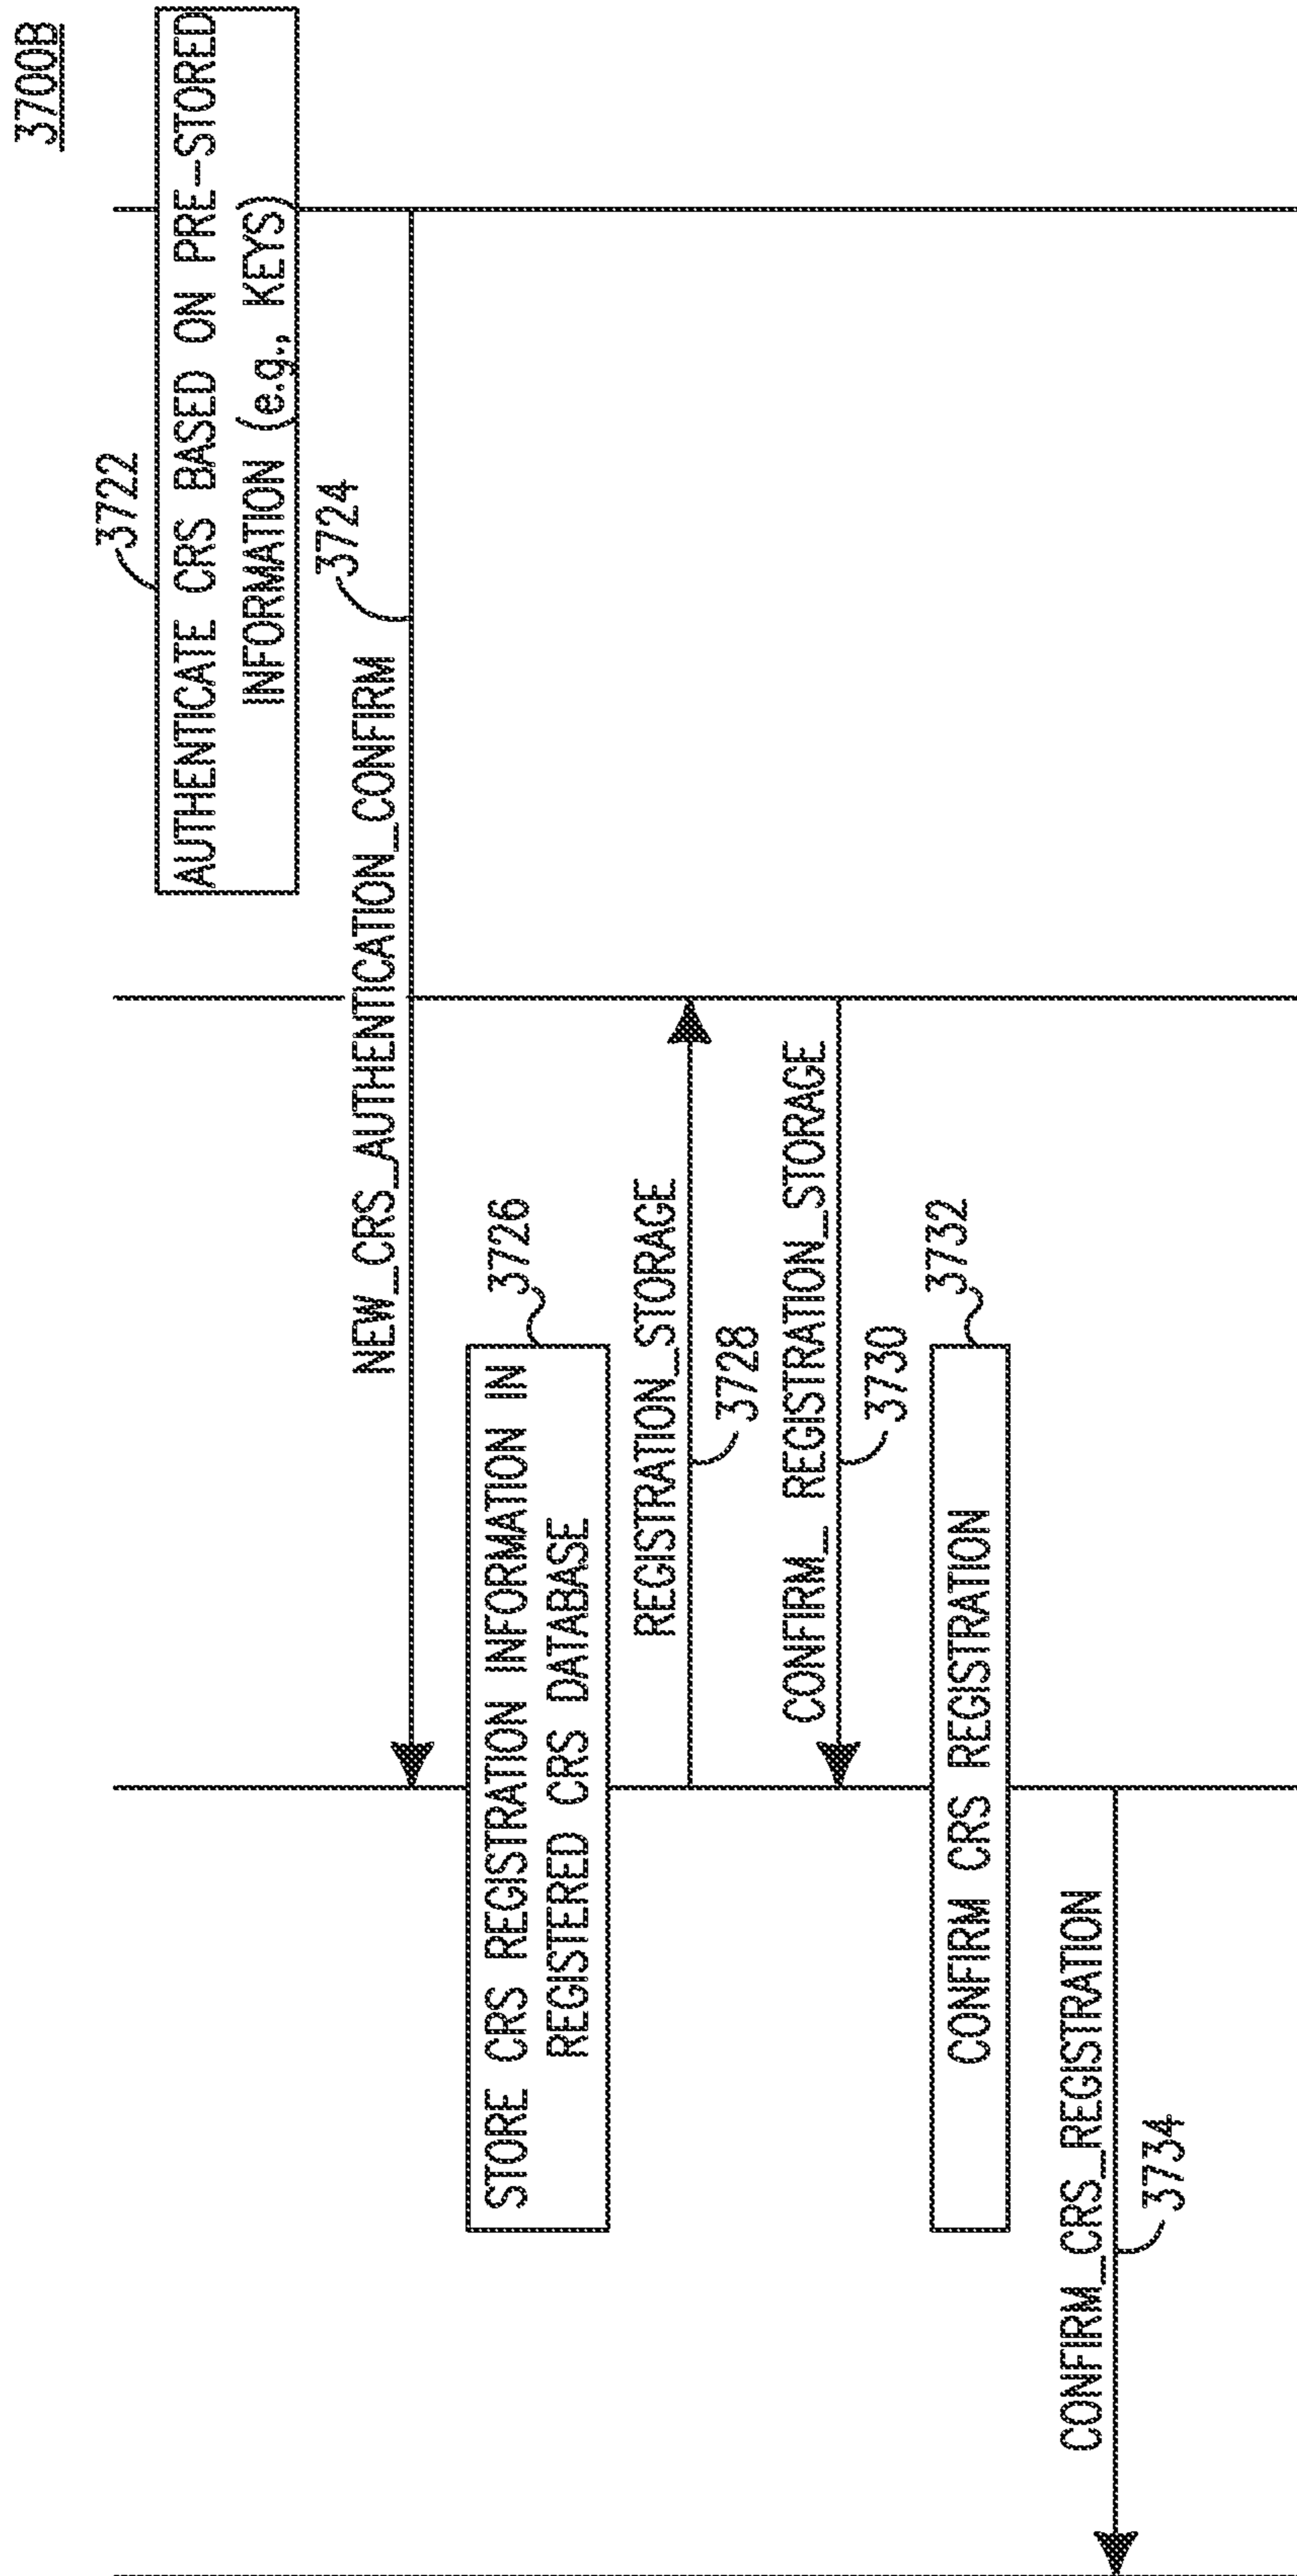 3700B
3722
AUTHENTICATE CRS BASED ON PRE-STORED
INFORMATION (e.g., KEYS)
3724
NEW_CRS_AUTHENTICATION_CONFIRM
STORE CRS REGISTRATION INFORMATION IN
REGISTERED CRS DATABASE
3726
REGISTRATION_STORAGE
3728
CONFIRM_ REGISTRATION_STORAGE
3730
CONFIRM CRS REGISTRATION
3732
CONFIRM_CRS_REGISTRATION
3734